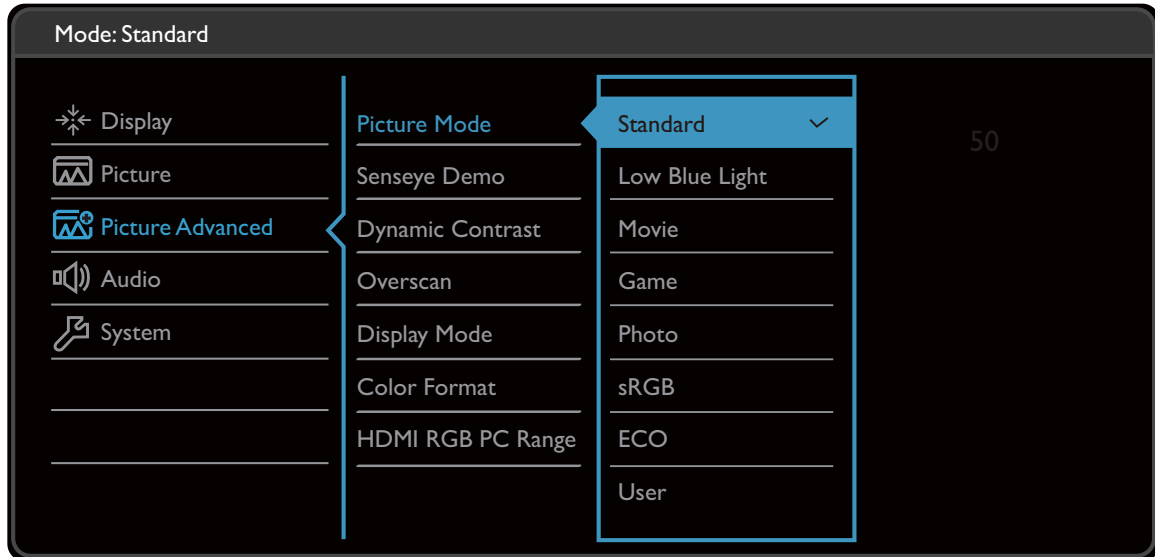 Mode: Standard
Display
Picture
Picture Advanced
Audio
System
Picture Mode
Senseye Demo
Dynamic Contrast
Overscan
Display Mode
Color Format
HDMI RGB PC Range
Standard
Low Blue Light
Movie
Game
Photo
sRGB
ECO
User
50